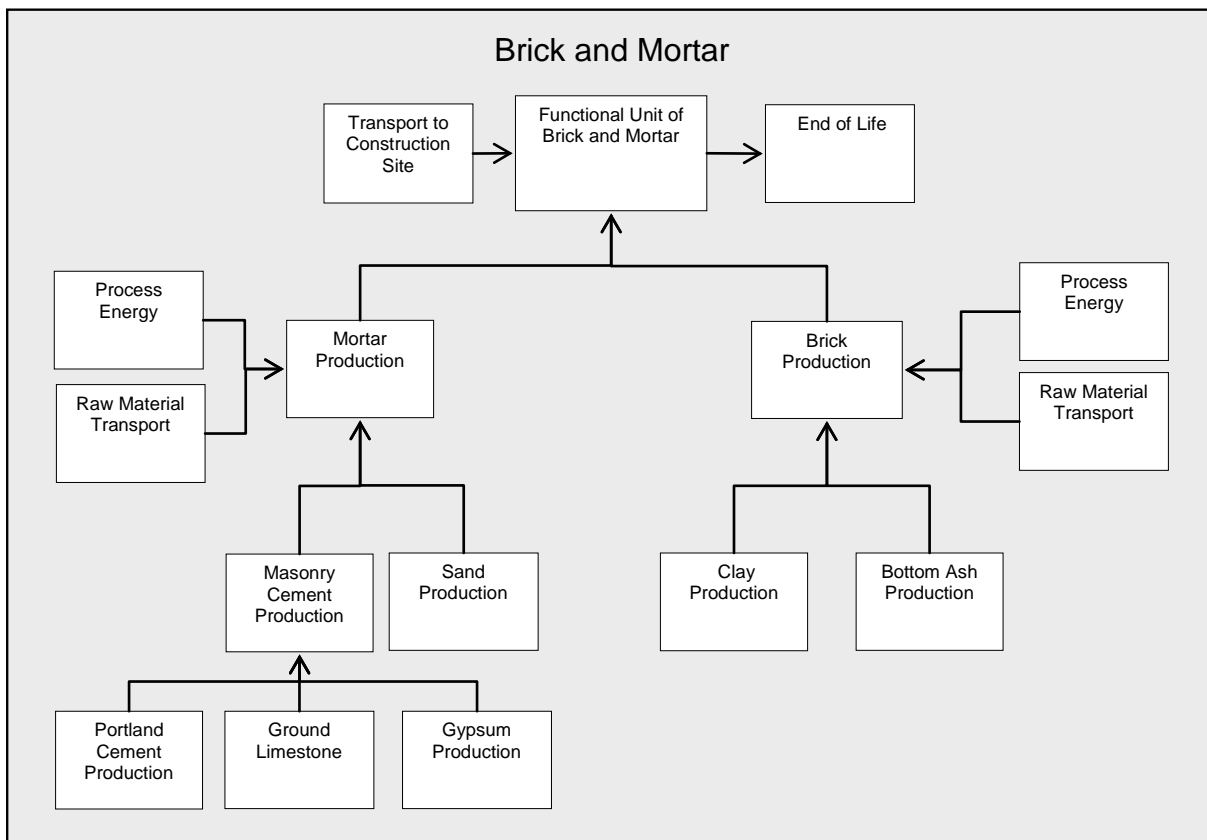 Brick and Mortar
Transport to
Construction
Site
Functional Unit of
Brick and Mortar
End of Life
Process
Energy
Mortar
Production
Raw Material
Transport
Brick
Production
Process
Energy
Raw Material
Transport
Masonry
Cement
Production
Sand
Production
Clay
Production
Bottom Ash
Production
Portland
Cement
Production
Ground
Limestone
Gypsum
Production